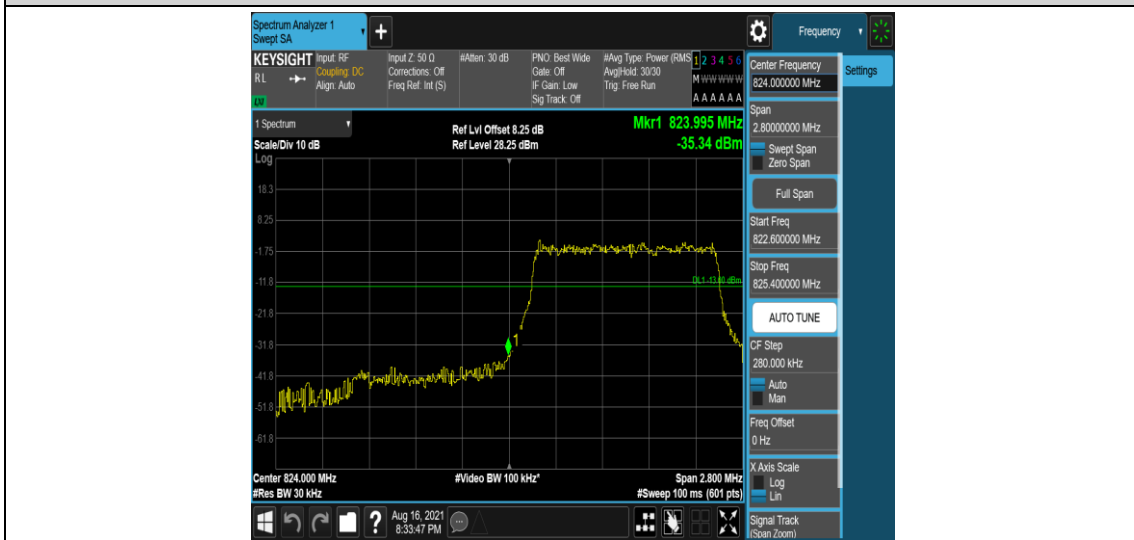 Spectrum Analyzer 1
Swept SA
+
Frequency
KEYSIGHT
RL
LM
Input: RF
Coupling: DC
Align: Auto
Input Z: 50 Ω
Corrections: Off
Freq Ref: Int (S)
#Atten: 30 dB
PNO: Best Wide
Gate: Off
IF Gain: Low
Sig Track: Off
#Avg Type: Power (RMS
Avg|Hold: 30/30
Trig: Free Run
1 2 3 4 5 6
M W W W W W
A A A A A A
1 Spectrum
Scale/Div 10 dB
Log
Ref Lvl Offset 8.25 dB
Ref Level 28.25 dBm
Mkr1 823.995 MHz
-35.34 dBm
18.3
8.25
-1.75
-11.8
-21.8
-31.8
-41.8
-51.8
-61.8
DL1 -13.00 dBm
1
Center 824.000 MHz
#Res BW 30 kHz
#Video BW 100 kHz*
Span 2.800 MHz
#Sweep 100 ms (601 pts)
?
Aug 16, 2021
8:33:47 PM
Settings
Center Frequency
824.000000 MHz
Span
2.80000000 MHz
Swept Span
Zero Span
Full Span
Start Freq
822.600000 MHz
Stop Freq
825.400000 MHz
AUTO TUNE
CF Step
280.000 kHz
Auto
Man
Freq Offset
0 Hz
X Axis Scale
Log
Lin
Signal Track
(Span Zoom)